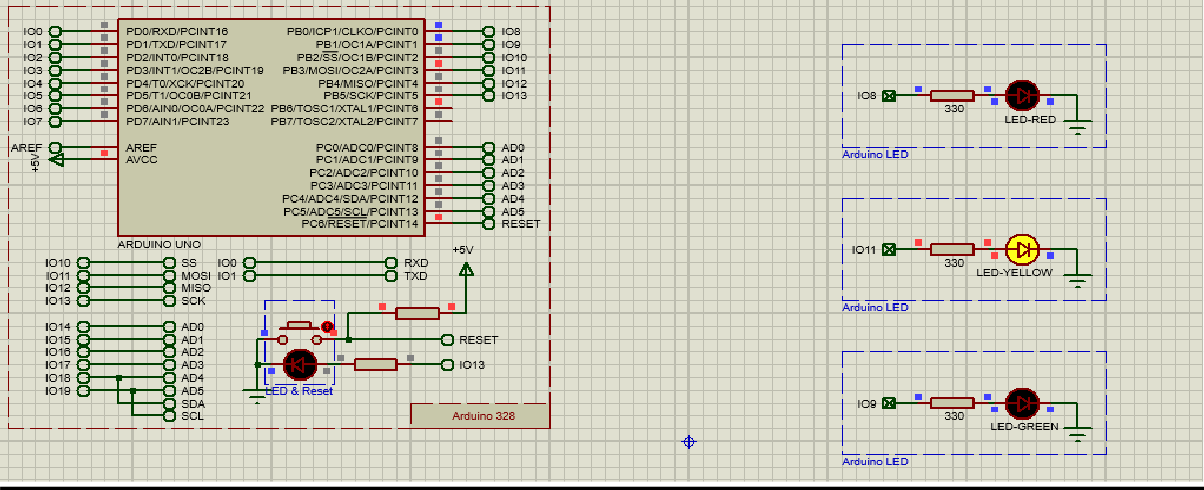 IO0 PD0/RXD/PCINT16 PB0/ICP1/CLKO/PCINT0 IO8
IO1 PD1/TXD/PCINT17 PB1/OC1A/PCINT1 IO9
IO2 PD2/INT0/PCINT18 PB2/SS/OC1B/PCINT2 IO10
IO3 PD3/INT1/OC2B/PCINT19 PB3/MOSI/OC2A/PCINT3 IO11
IO4 PD4/T0/XCK/PCINT20 PB4/MISO/PCINT4 IO12
IO5 PD5/T1/OC0B/PCINT21 PB5/SCK/PCINT5 IO13
IO6 PD6/AIN0/OC0A/PCINT22 PB6/TOSC1/XTAL1/PCINT6
IO7 PD7/AIN1/PCINT23 PB7/TOSC2/XTAL2/PCINT7
AREF AREF PC0/ADC0/PCINT8 AD0
+5V AVCC PC1/ADC1/PCINT9 AD1
PC2/ADC2/PCINT10 AD2
PC3/ADC3/PCINT11 AD3
PC4/ADC4/SDA/PCINT12 AD4
PC5/ADC5/SCL/PCINT13 AD5
PC6/RESET/PCINT14 RESET
ARDUINO UNO
IO10 SS IO0 RXD
IO11 MOSI IO1 TXD
IO12 MISO
IO13 SCK
+5V
IO14 AD0
IO15 AD1
IO16 AD2
IO17 AD3
IO18 AD4
IO19 AD5
SDA
SCL
RESET
IO13
LED & Reset
Arduino 328
IO8
330
LED-RED
Arduino LED
IO11
330
LED-YELLOW
Arduino LED
IO9
330
LED-GREEN
Arduino LED